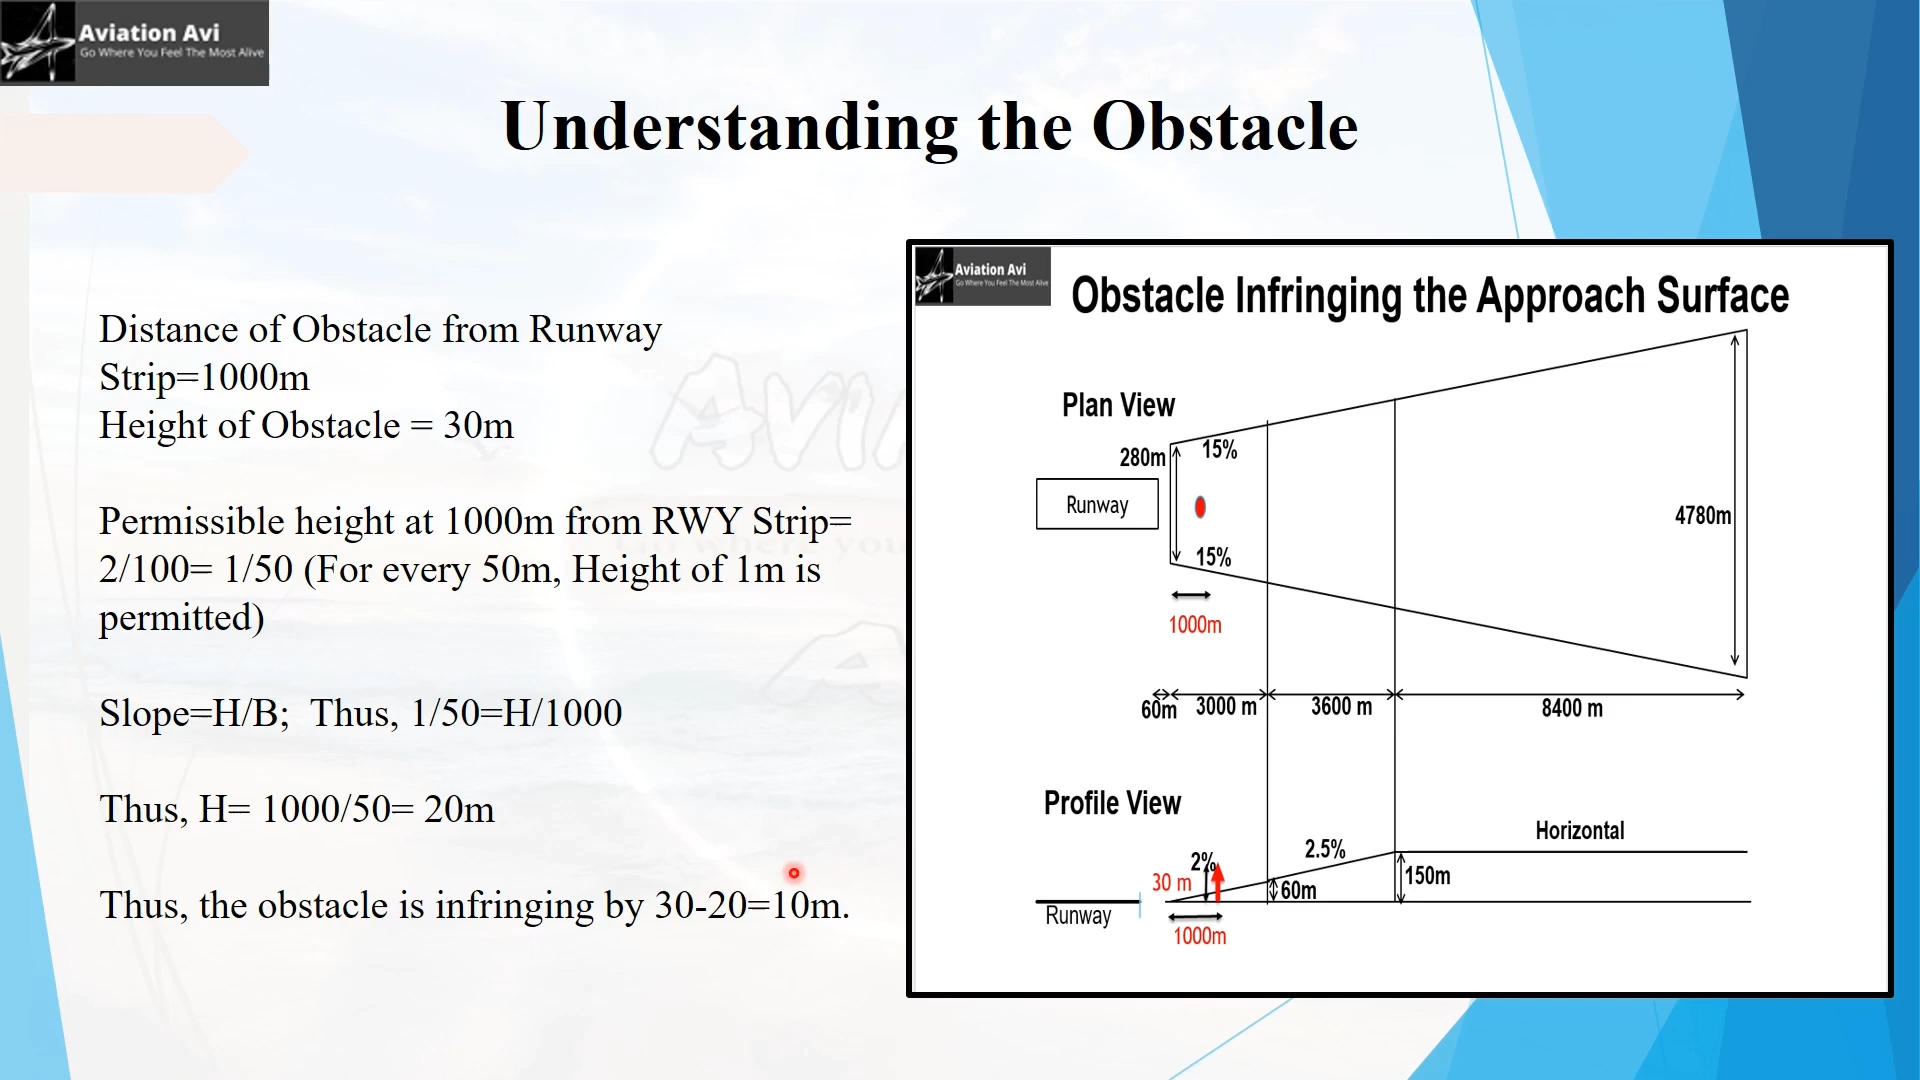 Aviation Avi
Go Where You Feel The Most Alive
Understanding the Obstacle
Distance of Obstacle from Runway
Strip=1000m
Height of Obstacle = 30m
Permissible height at 1000m from RWY Strip=
2/100= 1/50 (For every 50m, Height of 1m is
permitted)
Slope=H/B;  Thus, 1/50=H/1000
Thus, H= 1000/50= 20m
Thus, the obstacle is infringing by 30-20=10m.
Aviation Avi
Go Where You Feel The Most Alive
Obstacle Infringing the Approach Surface
Plan View
280m
15%
Runway
4780m
15%
1000m
60m
3000 m
3600 m
8400 m
Profile View
Horizontal
2%
2.5%
30 m
60m
150m
Runway
1000m